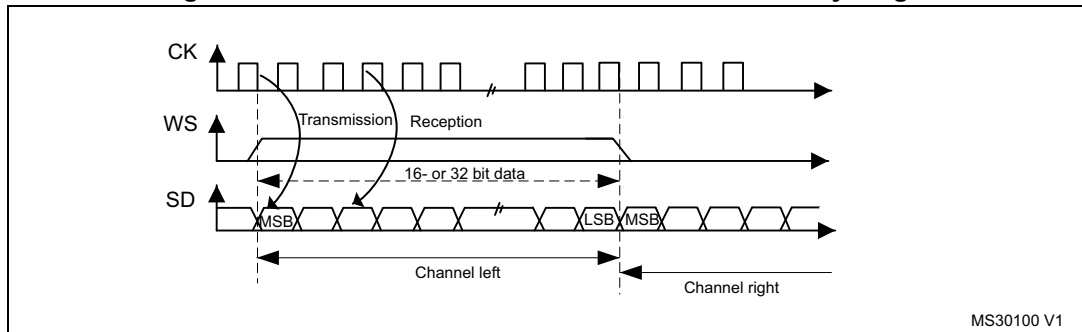 CK
WS
Transmission
Reception
16- or 32 bit data
SD
MSB
LSB
MSB
Channel left
Channel right
MS30100 V1